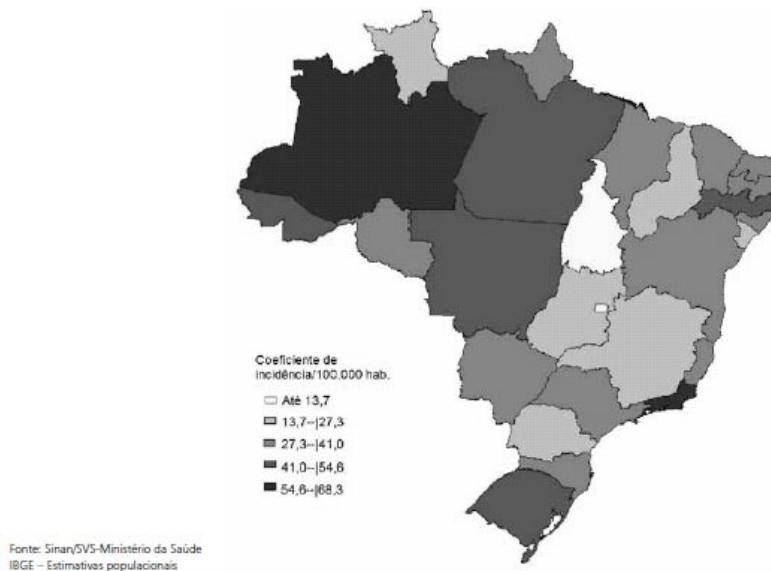 Coeficiente de
incidência/100.000 hab.
Até 13,7
13,7--|27,3
27,3--|41,0
41,0--|54,6
54,6--|68,3
Fonte: Sinan/SVS-Ministério da Saúde
IBGE – Estimativas populacionais